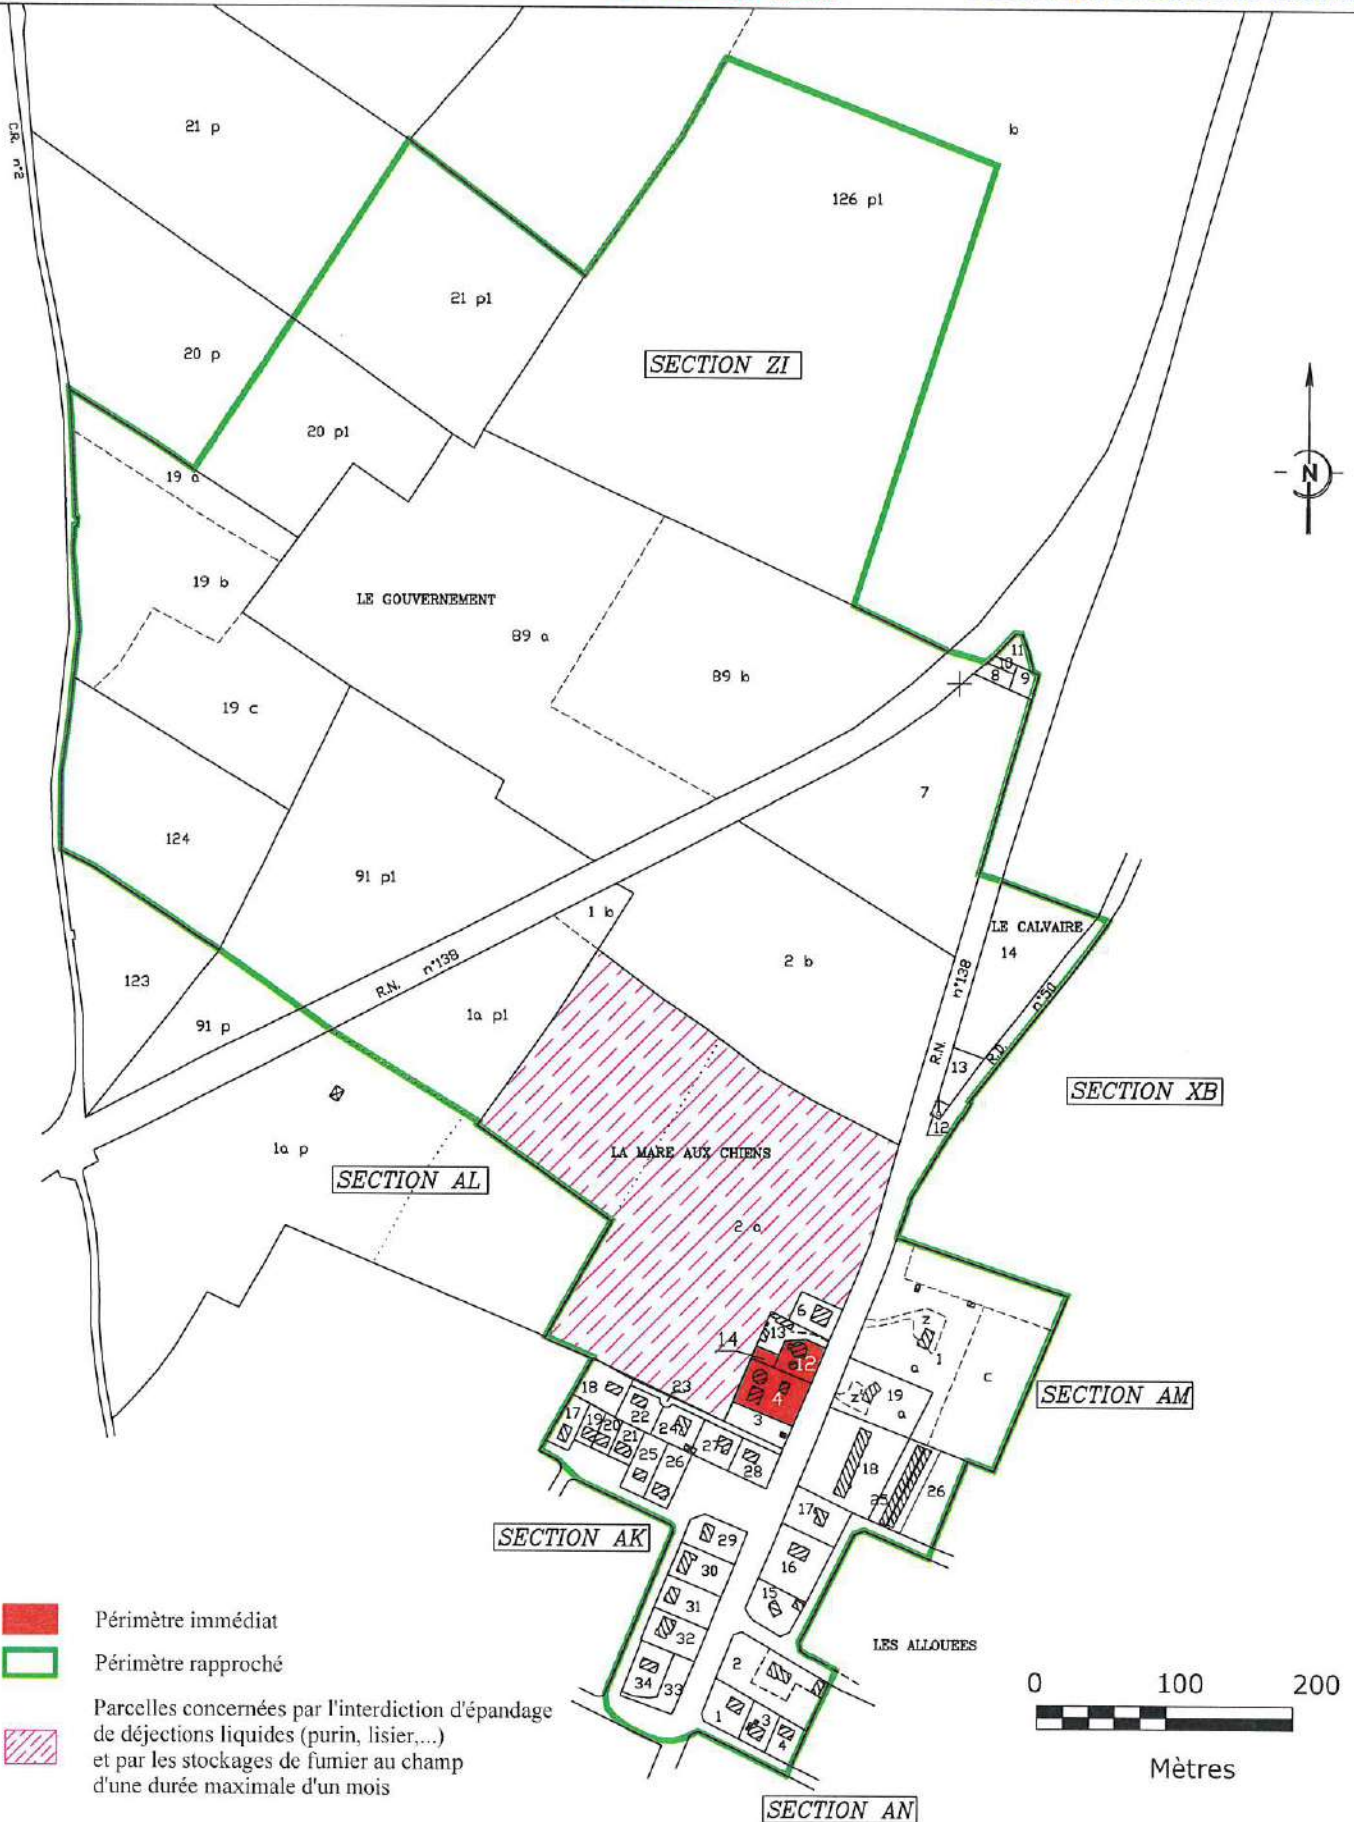 C.R. n°2
21 p
b
126 p1
21 p1
20 p
SECTION ZI
20 p1
N
19 a
19 b
LE GOUVERNEMENT
89 a
11
10
8
9
89 b
19 c
7
124
91 p1
1 b
LE CALVAIRE
14
2 b
R.N. n°138
123
n°138
n°50
91 p
1a p1
R.N.
R.D.
13
SECTION XB
12
1a p
LA MARE AUX CHIENS
SECTION AL
2 a
6
13
14
12
z
1
a
c
4
SECTION AM
z
19
a
23
18
22
3
17
19
20
21
24
27
28
25
26
18
25
26
17
SECTION AK
29
16
30
15
31
32
34
33
LES ALLOUEES
2
1
3
4
SECTION AN
Périmètre immédiat
Périmètre rapproché
Parcelles concernées par l'interdiction d'épandage
de déjections liquides (purin, lisier,...)
et par les stockages de fumier au champ
d'une durée maximale d'un mois
0 100 200
Mètres